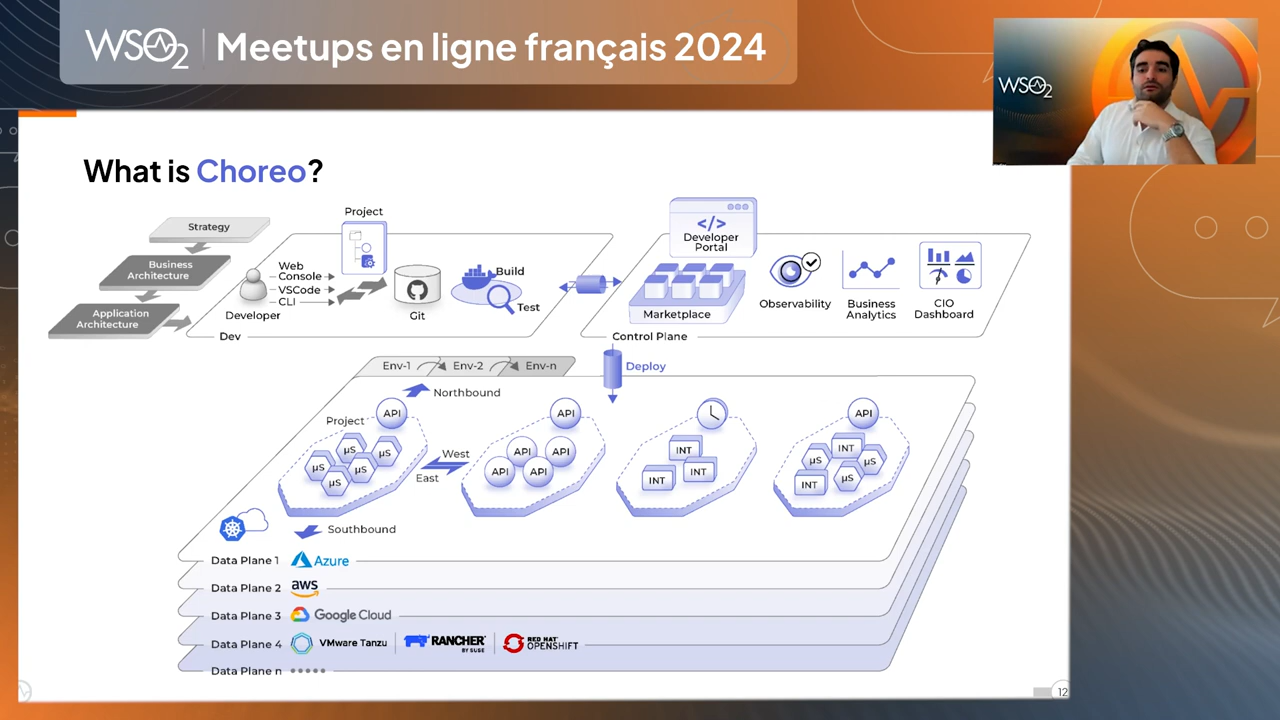 WSO2 Meetups en ligne français 2024
WSO2
What is Choreo?
Strategy
Business
Architecture
Application
Architecture
Developer
Web
Console
VSCode
CLI
Project
Git
Build
Test
Dev
</>
Developer
Portal
Marketplace
Observability
Business
Analytics
CIO
Dashboard
Control Plane
Env-1
Env-2
Env-n
Deploy
Northbound
Project
API
µS
µS
µS
µS
µS
West
East
API
API
API
API
API
INT
INT
INT
API
INT
µS
µS
INT
µS
Southbound
Data Plane 1 Azure
Data Plane 2 aws
Data Plane 3 Google Cloud
Data Plane 4 VMware Tanzu RANCHER BY SUSE RED HAT OPENSHIFT
Data Plane n •••••
12